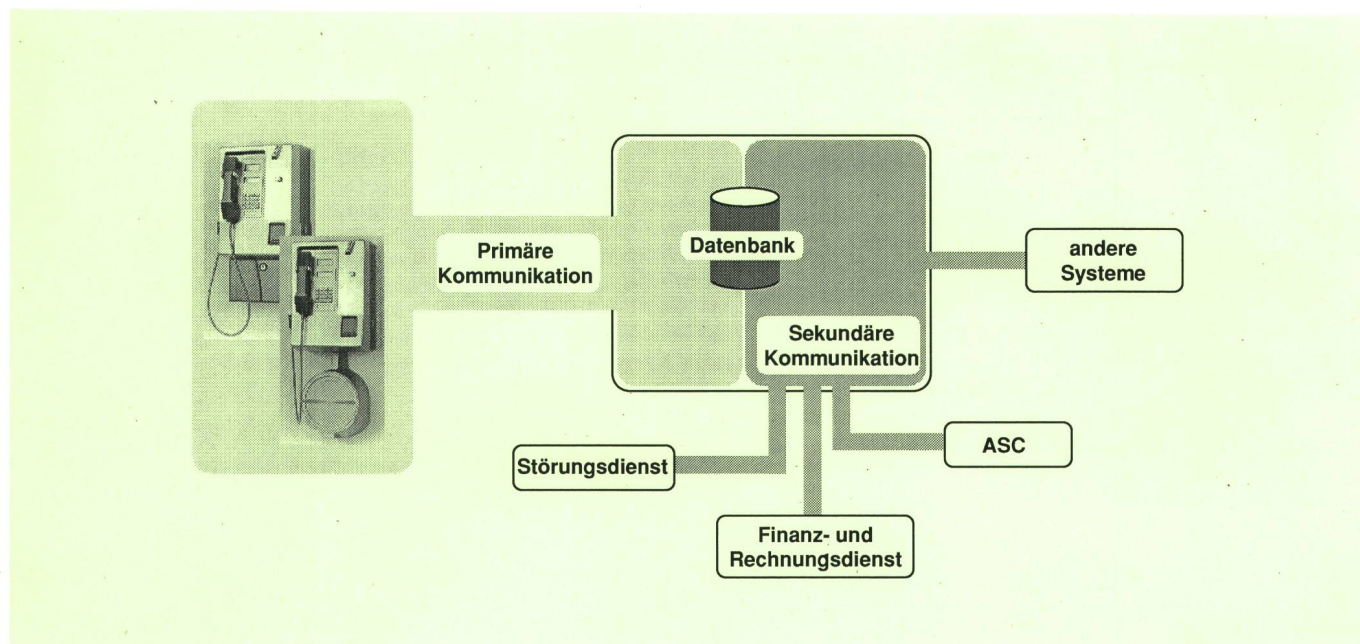 Primäre
Kommunikation
Datenbank
andere
Systeme
Sekundäre
Kommunikation
Störungsdienst
ASC
Finanz- und
Rechnungsdienst